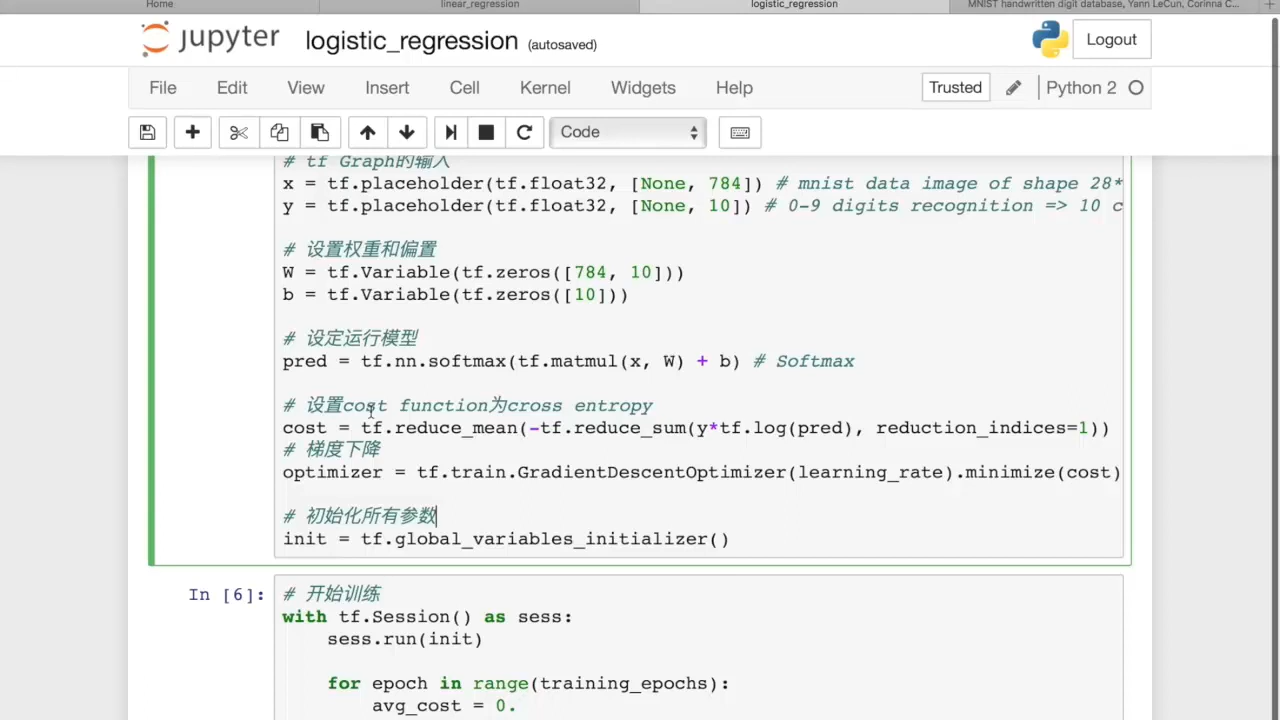 Home
linear_regression
logistic_regression
MNIST handwritten digit database, Yann LeCun, Corinna C...
jupyter
logistic_regression (autosaved)
Logout
File Edit View Insert Cell Kernel Widgets Help
Trusted
Python 2
Code
# tf Graph的输入
x = tf.placeholder(tf.float32, [None, 784]) # mnist data image of shape 28*
y = tf.placeholder(tf.float32, [None, 10]) # 0-9 digits recognition => 10 c
# 设置权重和偏置
W = tf.Variable(tf.zeros([784, 10]))
b = tf.Variable(tf.zeros([10]))
# 设定运行模型
pred = tf.nn.softmax(tf.matmul(x, W) + b) # Softmax
# 设置cost function为cross entropy
cost = tf.reduce_mean(-tf.reduce_sum(y*tf.log(pred), reduction_indices=1))
# 梯度下降
optimizer = tf.train.GradientDescentOptimizer(learning_rate).minimize(cost)
# 初始化所有参数
init = tf.global_variables_initializer()
In [6]:
# 开始训练
with tf.Session() as sess:
sess.run(init)
for epoch in range(training_epochs):
avg_cost = 0.